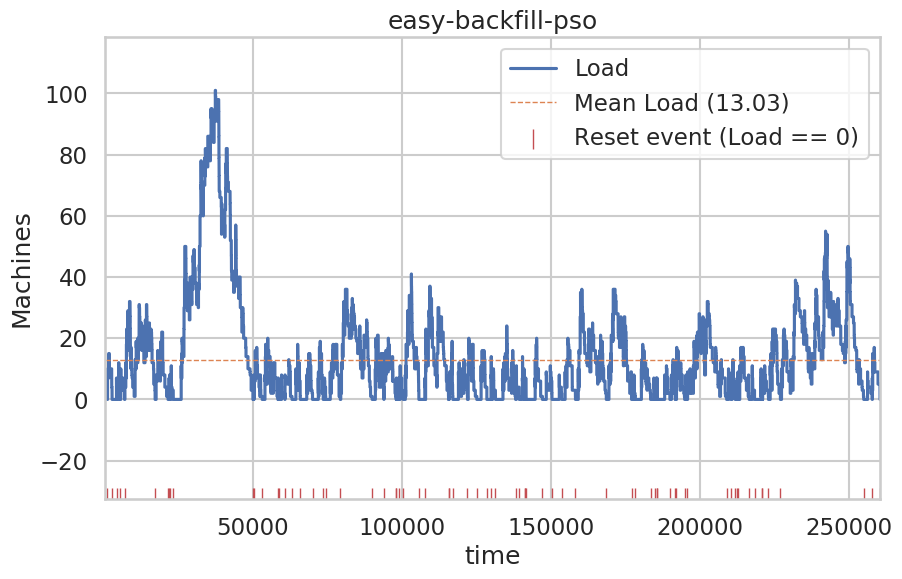 easy-backfill-pso
Load
Mean Load (13.03)
Reset event (Load == 0)
Machines
100
80
60
40
20
0
−20
50000
100000
150000
200000
250000
time